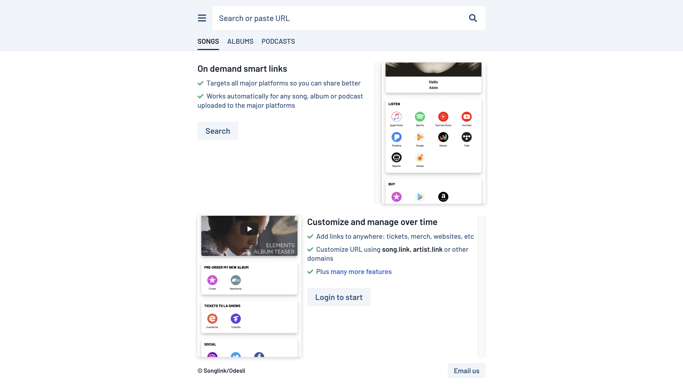 Search or paste URL
SONGS ALBUMS PODCASTS
On demand smart links
Targets all major platforms so you can share better
Works automatically for any song, album or podcast
uploaded to the major platforms
Search
Hello
Adele
LISTEN
Apple Music Spotify YouTube Music YouTube
Pandora Google Deezer Tidal
Napster
BUY
ELEMENTS
ALBUM TEASER
PRE-ORDER MY NEW ALBUM
iTunes Bandcamp
TICKETS TO LA SHOWS
Eventbrite Ticketfly
SOCIAL
Customize and manage over time
Add links to anywhere: tickets, merch, websites, etc
Customize URL using song.link, artist.link or other
domains
Plus many more features
Login to start
© Songlink/Odesli
Email us